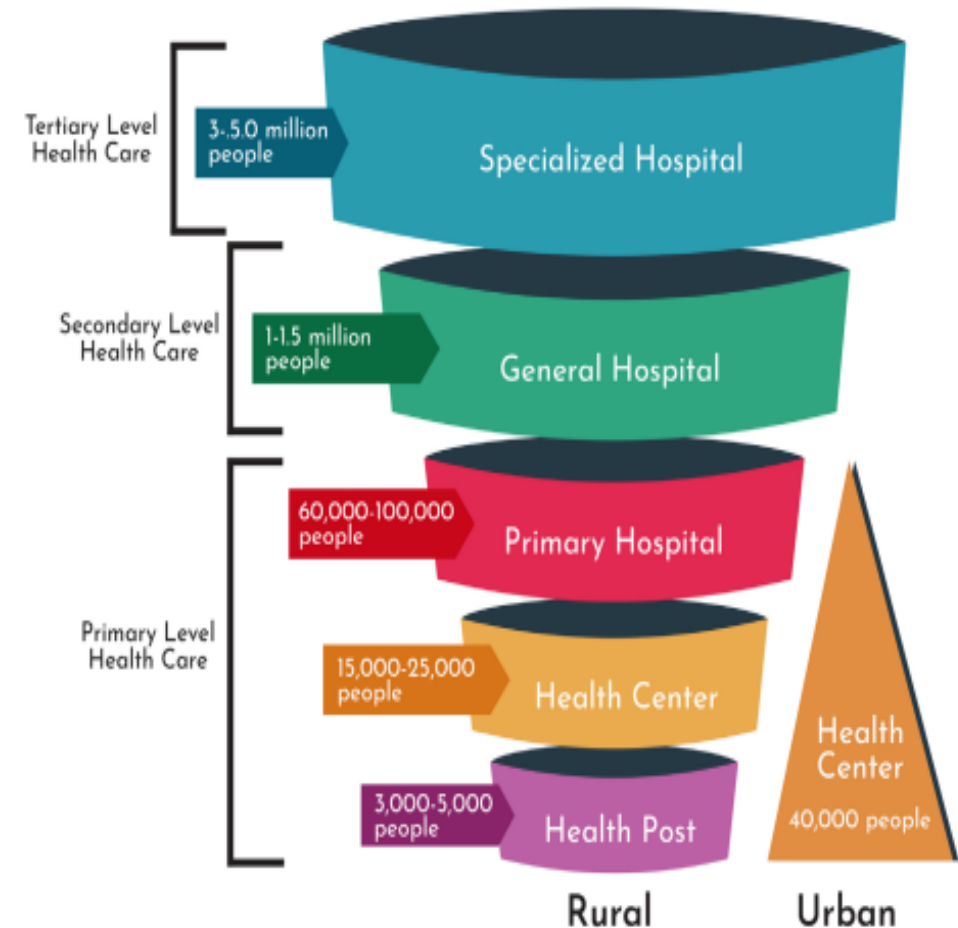 Tertiary Level
Health Care
3-.5.0 million
people
Specialized Hospital
Secondary Level
Health Care
1-1.5 million
people
General Hospital
Primary Level
Health Care
60,000-100,000
people
Primary Hospital
15,000-25,000
people
Health Center
3,000-5,000
people
Health Post
Health
Center
40,000 people
Rural
Urban